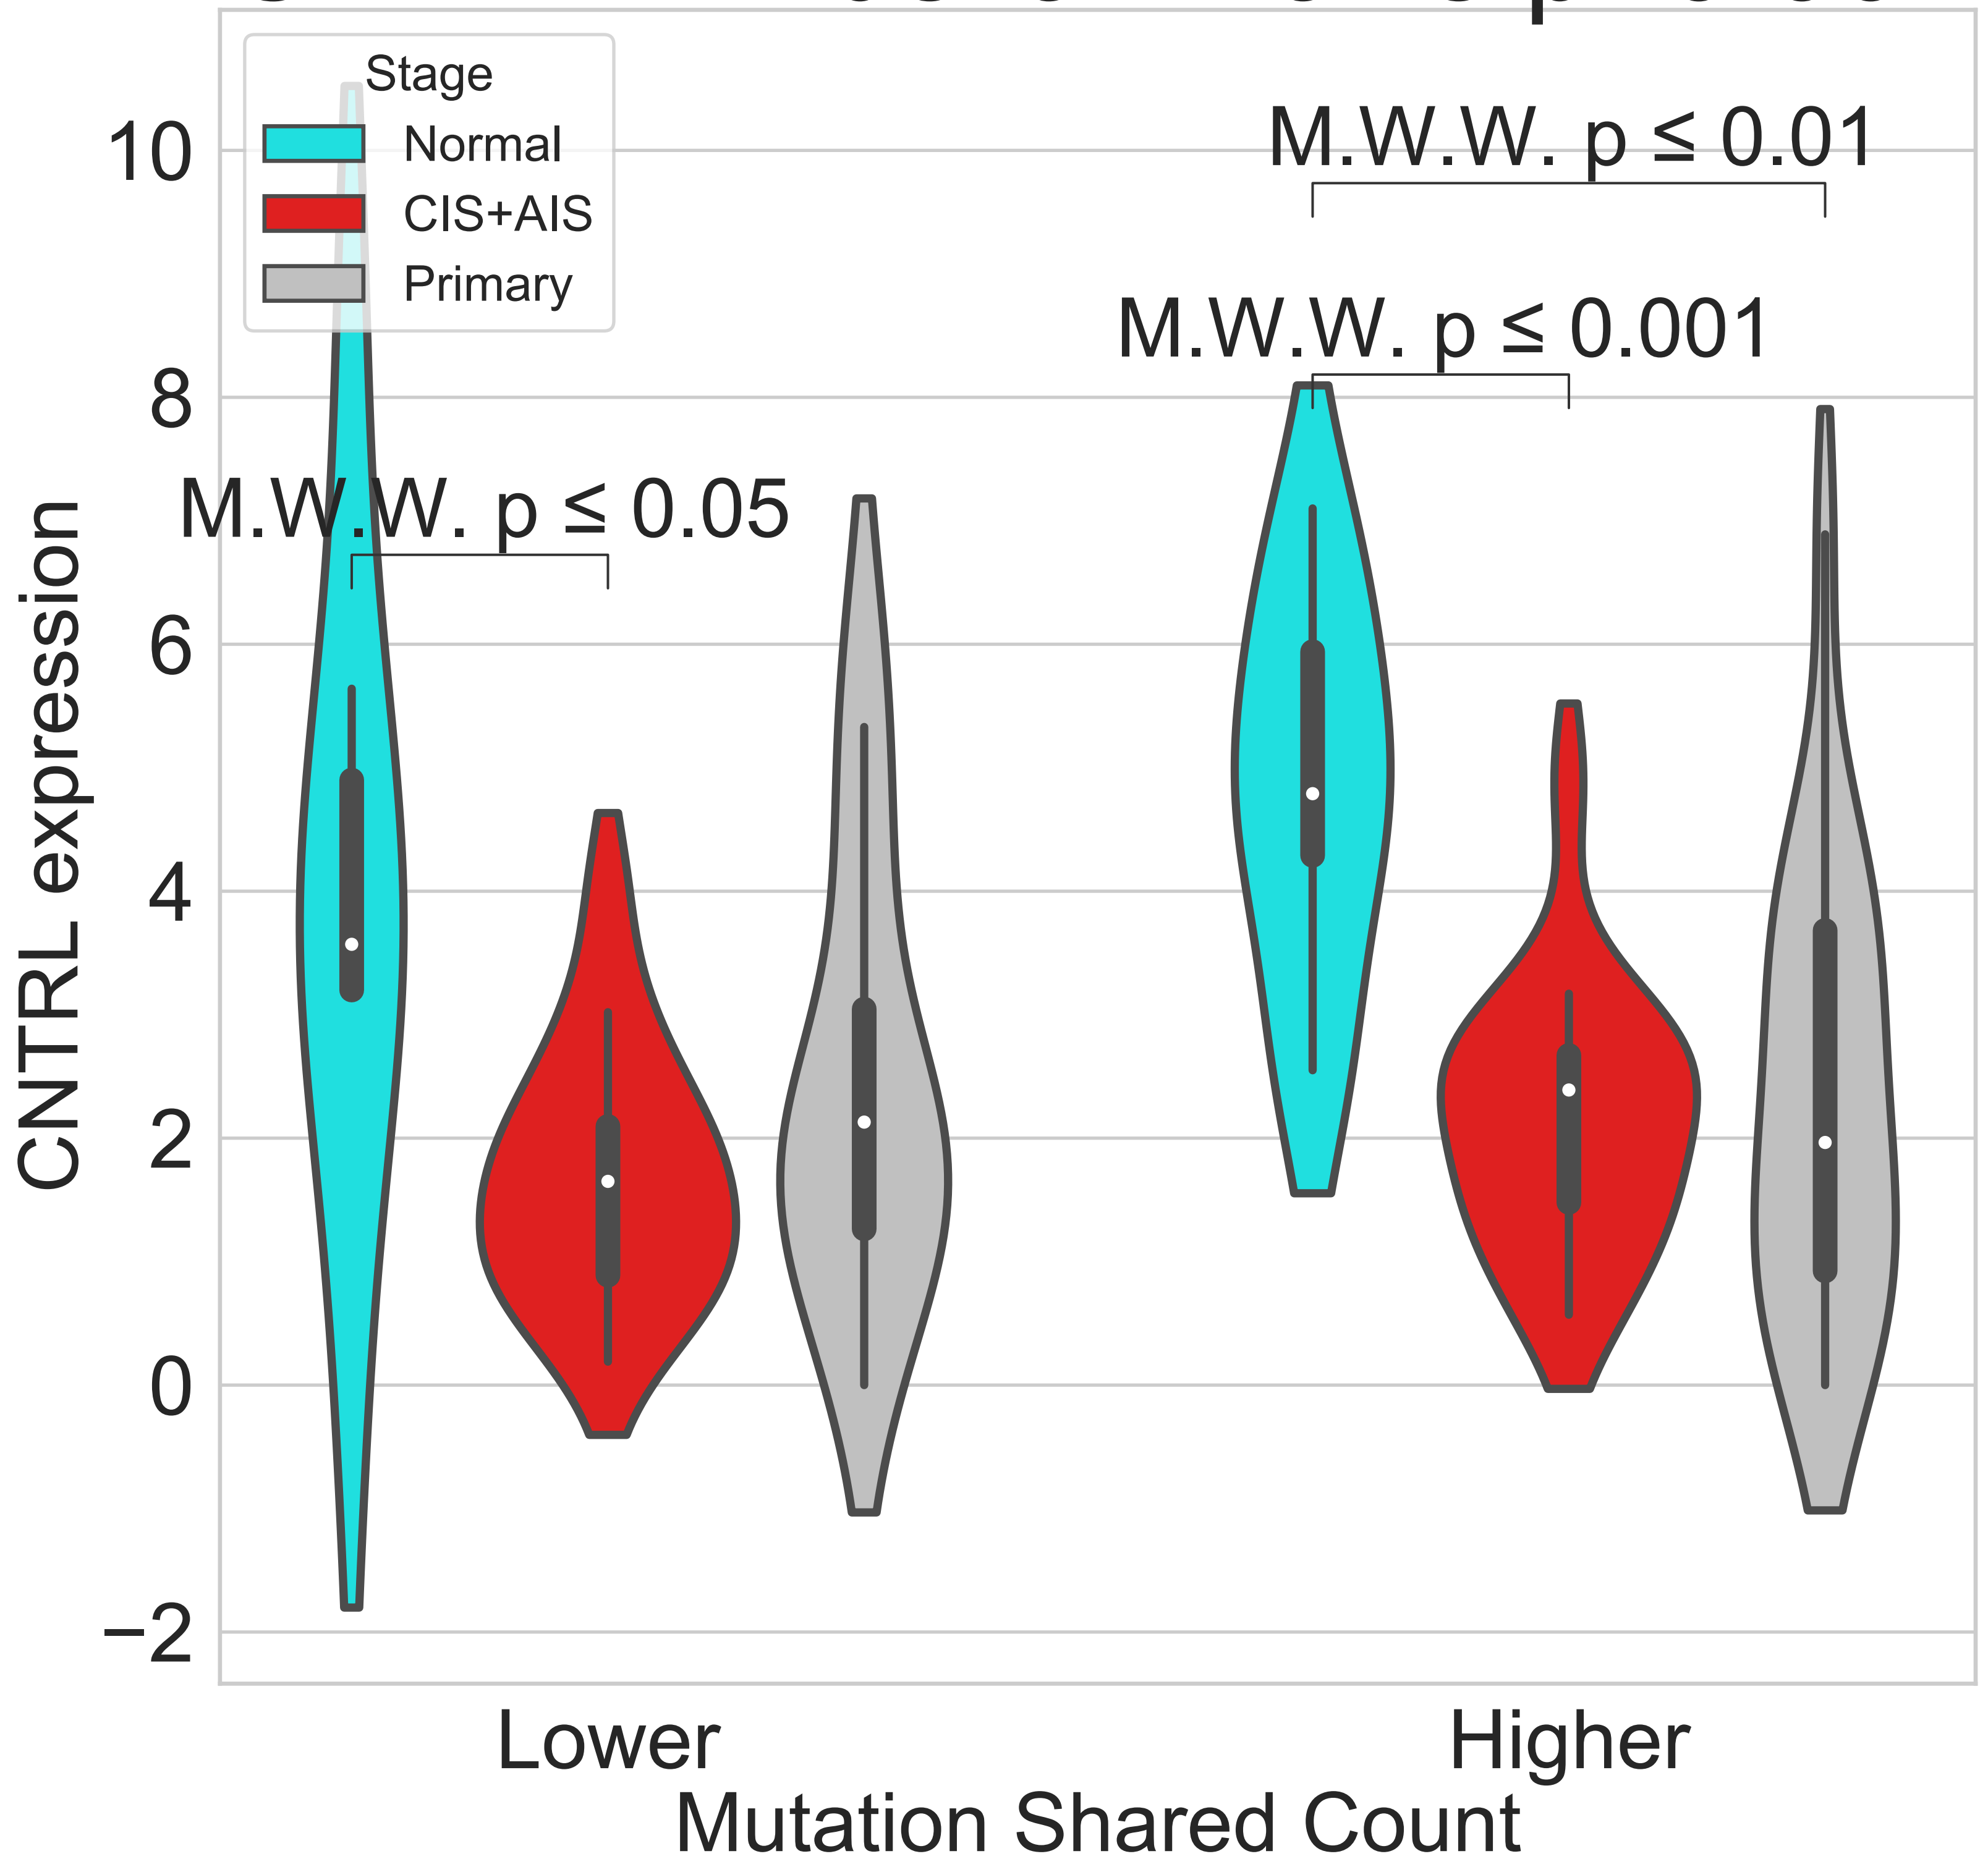 Stage
Normal
CIS+AIS
Primary
M.W.W. p ≤ 0.01
M.W.W. p ≤ 0.001
M.W.W. p ≤ 0.05
10
8
6
4
2
0
−2
CNTRL expression
Lower
Higher
Mutation Shared Count